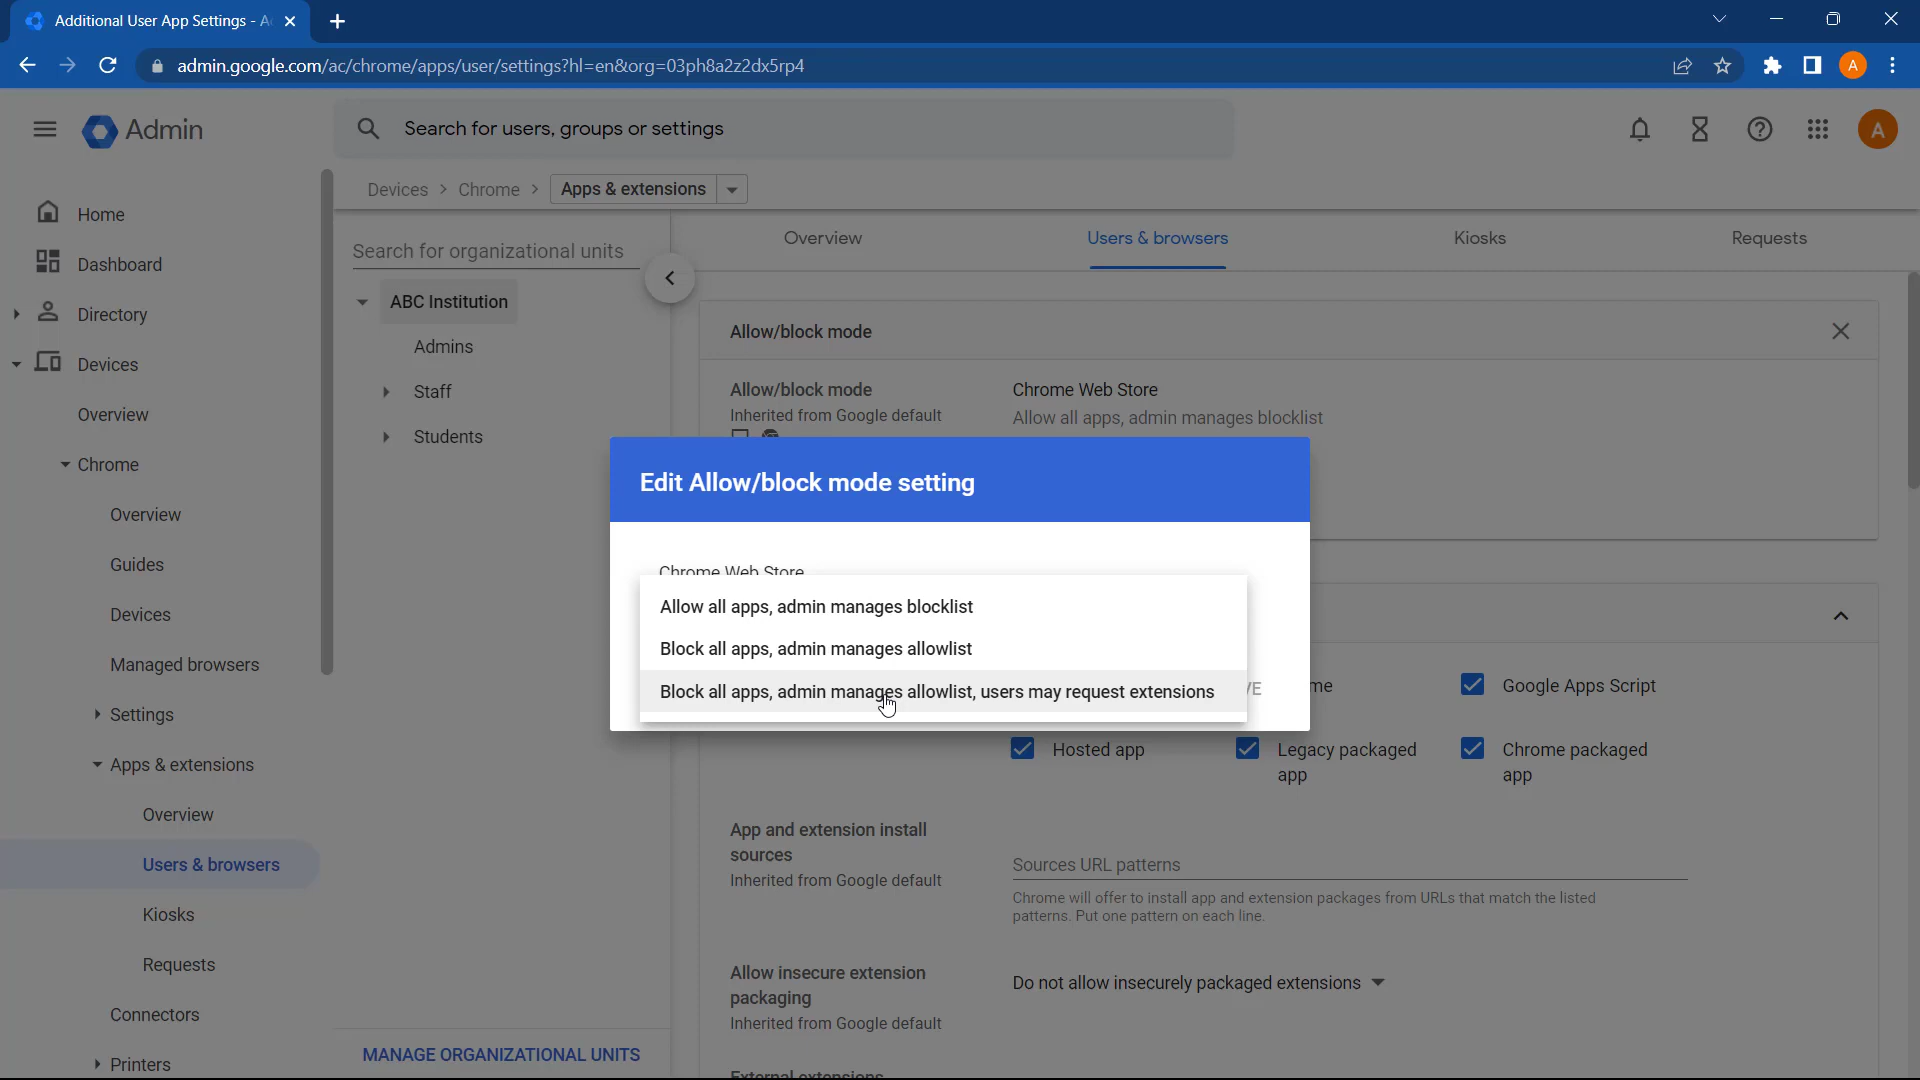 Additional User App Settings - A
admin.google.com/ac/chrome/apps/user/settings?hl=en&org=03ph8a2z2dx5rp4
A
Admin
Search for users, groups or settings
A
Devices > Chrome > Apps & extensions
Home
Dashboard
Directory
Devices
Overview
Chrome
Overview
Guides
Devices
Managed browsers
Settings
Apps & extensions
Overview
Users & browsers
Kiosks
Requests
Connectors
Printers
Search for organizational units
ABC Institution
Admins
Staff
Students
MANAGE ORGANIZATIONAL UNITS
Overview
Users & browsers
Kiosks
Requests
Allow/block mode
Allow/block mode
Inherited from Google default
Chrome Web Store
Allow all apps, admin manages blocklist
Edit Allow/block mode setting
Chrome Web Store
Allow all apps, admin manages blocklist
Block all apps, admin manages allowlist
Block all apps, admin manages allowlist, users may request extensions
VE
me
Google Apps Script
Hosted app
Legacy packaged
app
Chrome packaged
app
App and extension install
sources
Inherited from Google default
Sources URL patterns
Chrome will offer to install app and extension packages from URLs that match the listed
patterns. Put one pattern on each line.
Allow insecure extension
packaging
Inherited from Google default
Do not allow insecurely packaged extensions
External extensions